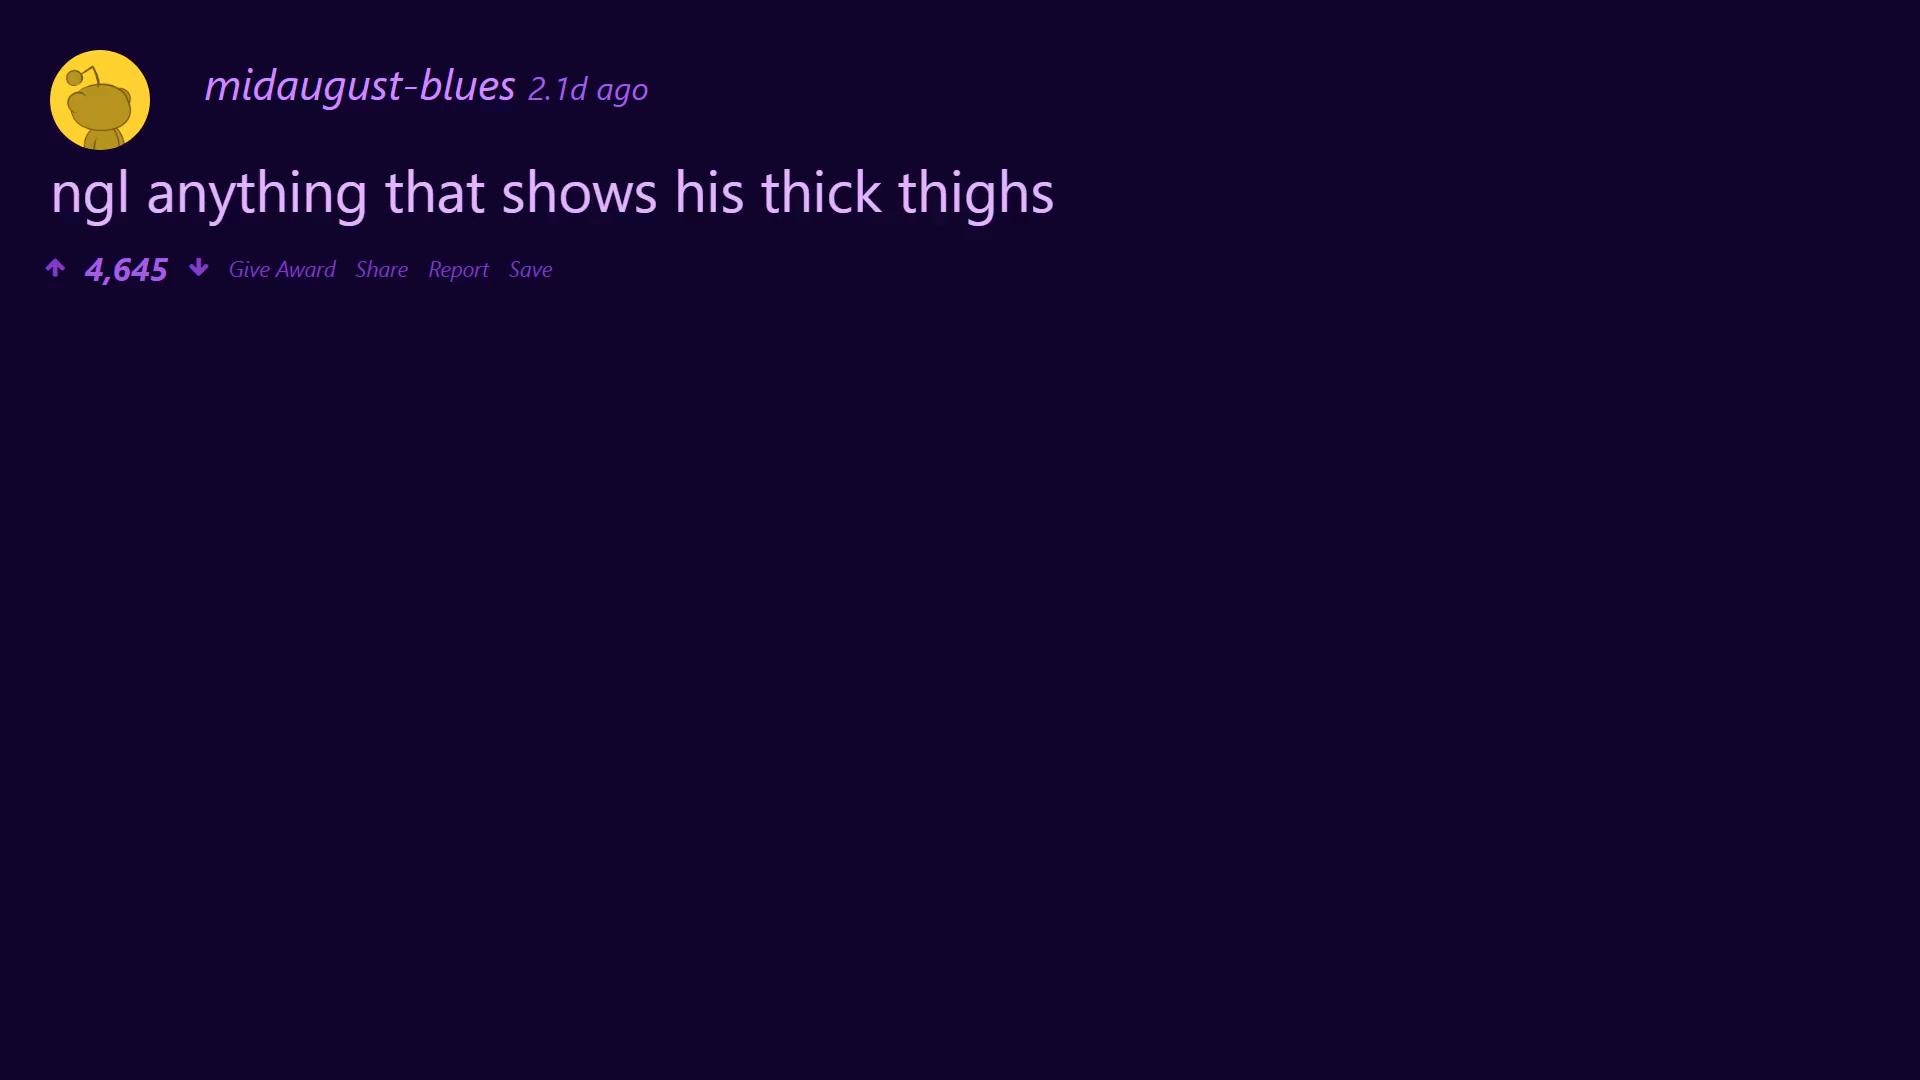 midaugust-blues 2.1d ago
ngl anything that shows his thick thighs
4,645 Give Award Share Report Save